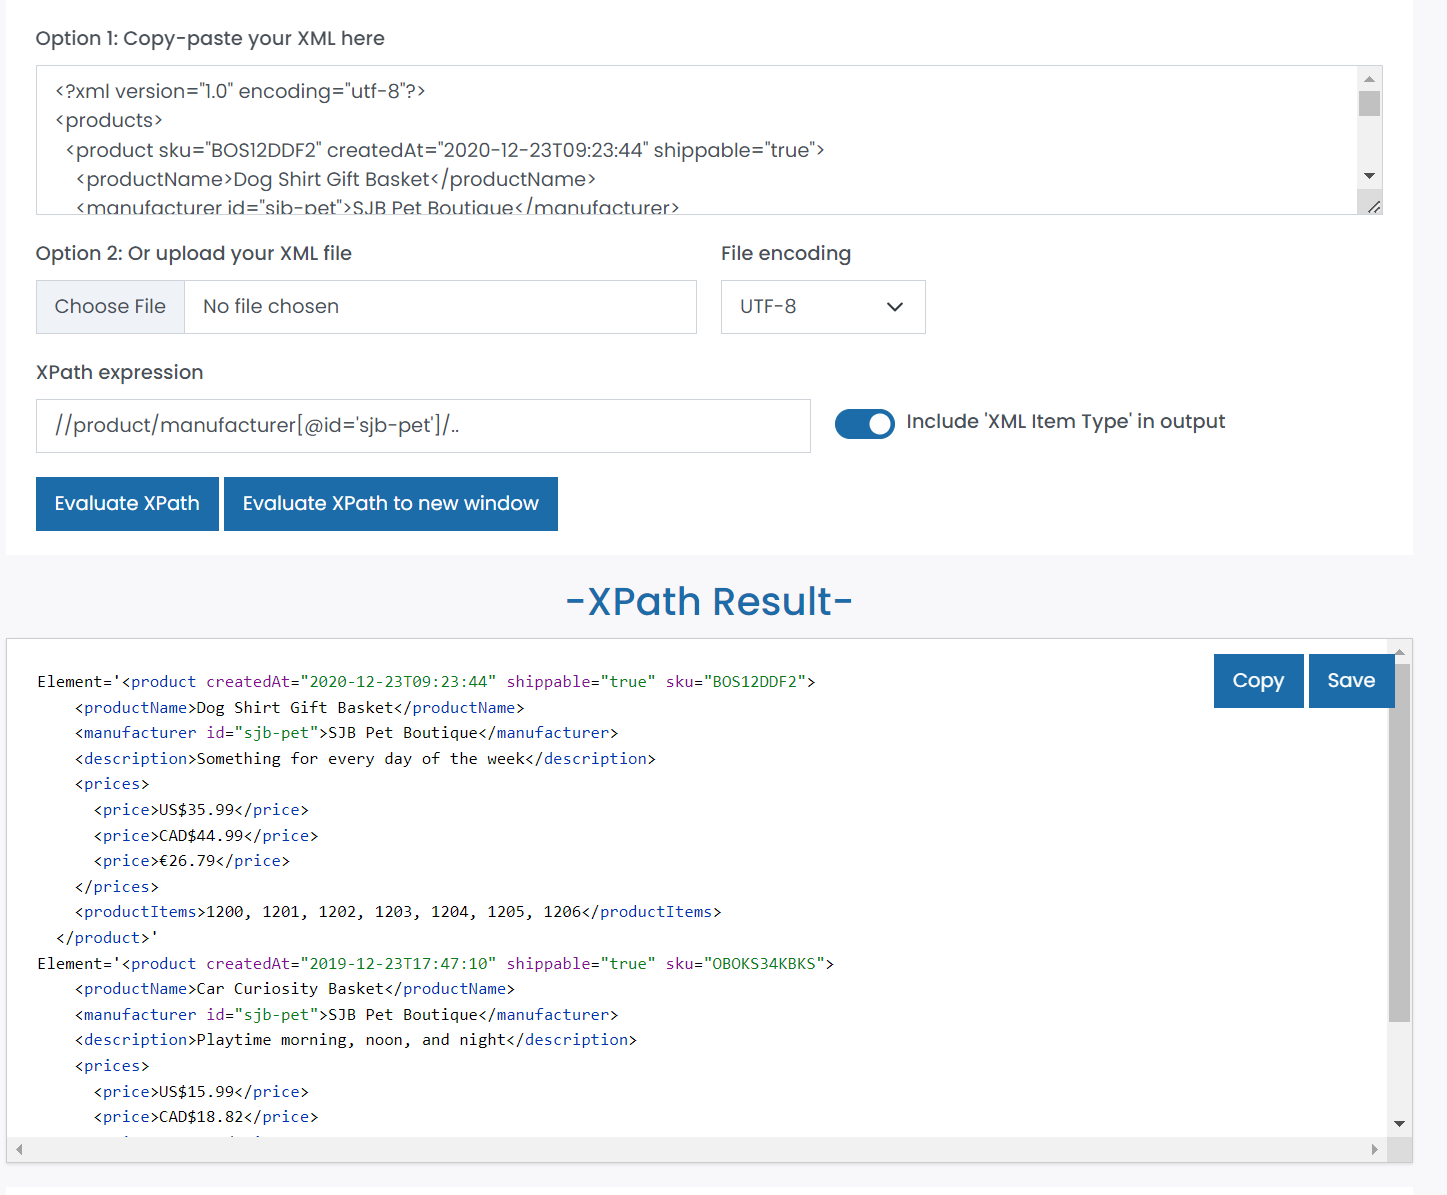 Option 1: Copy-paste your XML here
<?xml version="1.0" encoding="utf-8"?>
<products>
<product sku="BOS12DDF2" createdAt="2020-12-23T09:23:44" shippable="true">
<productName>Dog Shirt Gift Basket</productName>
<manufacturer id="sjb-pet">SJB Pet Boutique</manufacturer>
Option 2: Or upload your XML file
File encoding
Choose File
No file chosen
UTF-8
XPath expression
//product/manufacturer[@id='sjb-pet']/..
Include 'XML Item Type' in output
Evaluate XPath
Evaluate XPath to new window
-XPath Result-
Copy
Save
Element='<product createdAt="2020-12-23T09:23:44" shippable="true" sku="BOS12DDF2">
<productName>Dog Shirt Gift Basket</productName>
<manufacturer id="sjb-pet">SJB Pet Boutique</manufacturer>
<description>Something for every day of the week</description>
<prices>
<price>US$35.99</price>
<price>CAD$44.99</price>
<price>€26.79</price>
</prices>
<productItems>1200, 1201, 1202, 1203, 1204, 1205, 1206</productItems>
</product>'
Element='<product createdAt="2019-12-23T17:47:10" shippable="true" sku="OBOKS34KBKS">
<productName>Car Curiosity Basket</productName>
<manufacturer id="sjb-pet">SJB Pet Boutique</manufacturer>
<description>Playtime morning, noon, and night</description>
<prices>
<price>US$15.99</price>
<price>CAD$18.82</price>